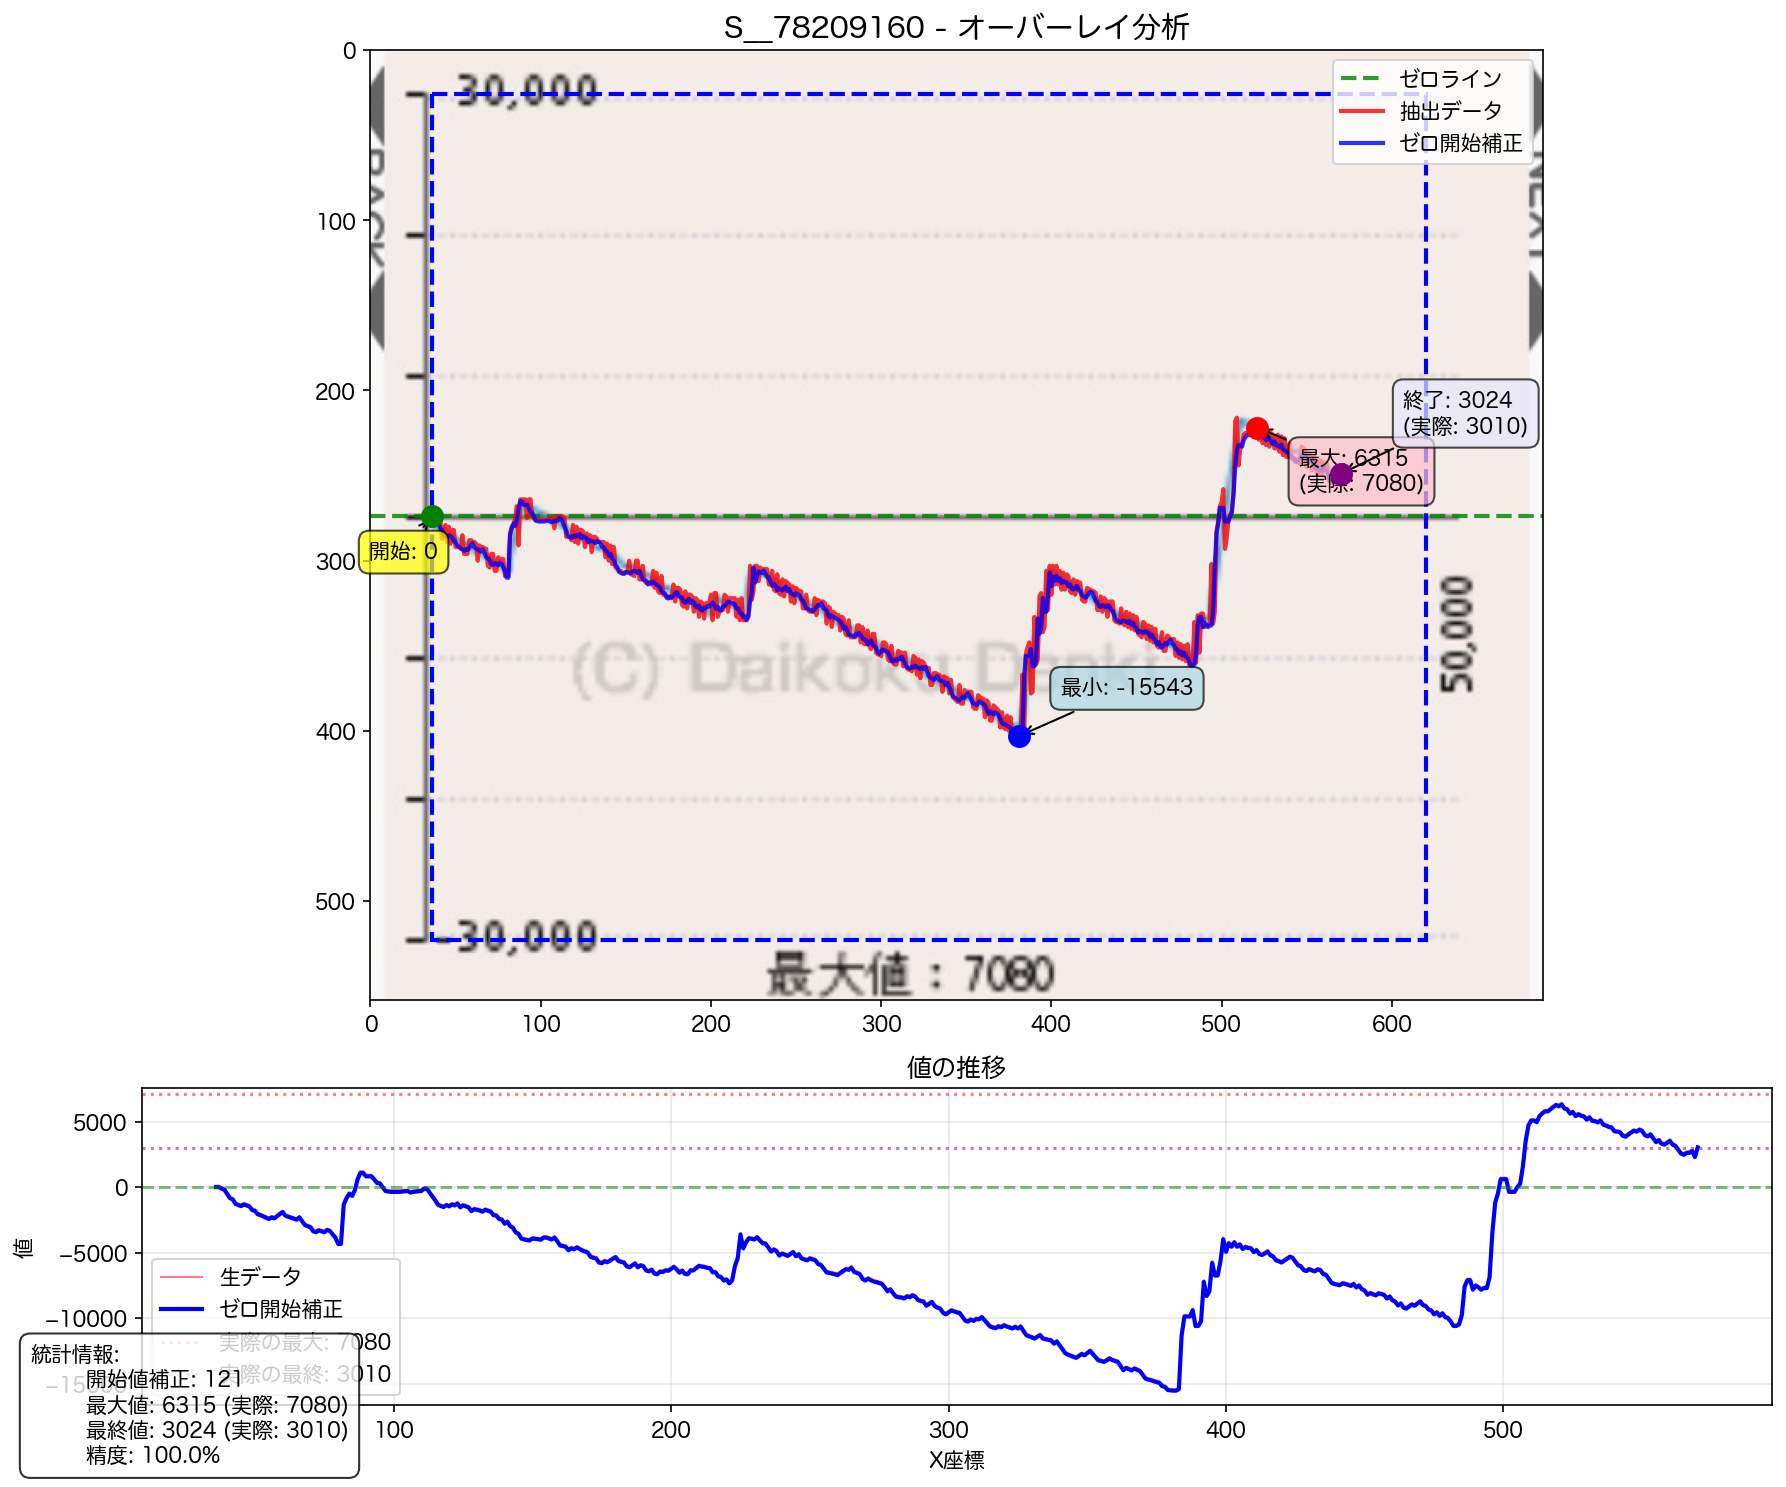 S__78209160 - オーバーレイ分析
0
100
200
300
400
500
30,000
-30,000
BACK
NEXT
ゼロライン
抽出データ
ゼロ開始補正
終了: 3024
(実際: 3010)
最大: 6315
(実際: 7080)
開始: 0
最小: -15543
(C) Daikoku Denki
50,000
最大値：7080
0
100
200
300
400
500
600
値の推移
5000
0
−5000
−10000
−15000
値
生データ
ゼロ開始補正
実際の最大: 7080
実際の最終: 3010
統計情報:
開始値補正: 121
最大値: 6315 (実際: 7080)
最終値: 3024 (実際: 3010)
精度: 100.0%
100
200
300
400
500
X座標